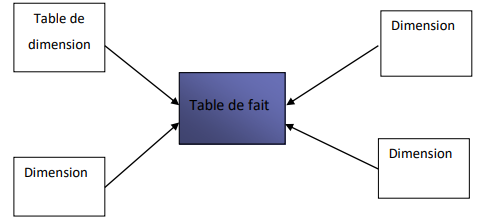 Table de
dimension
Dimension
Table de fait
Dimension
Dimension